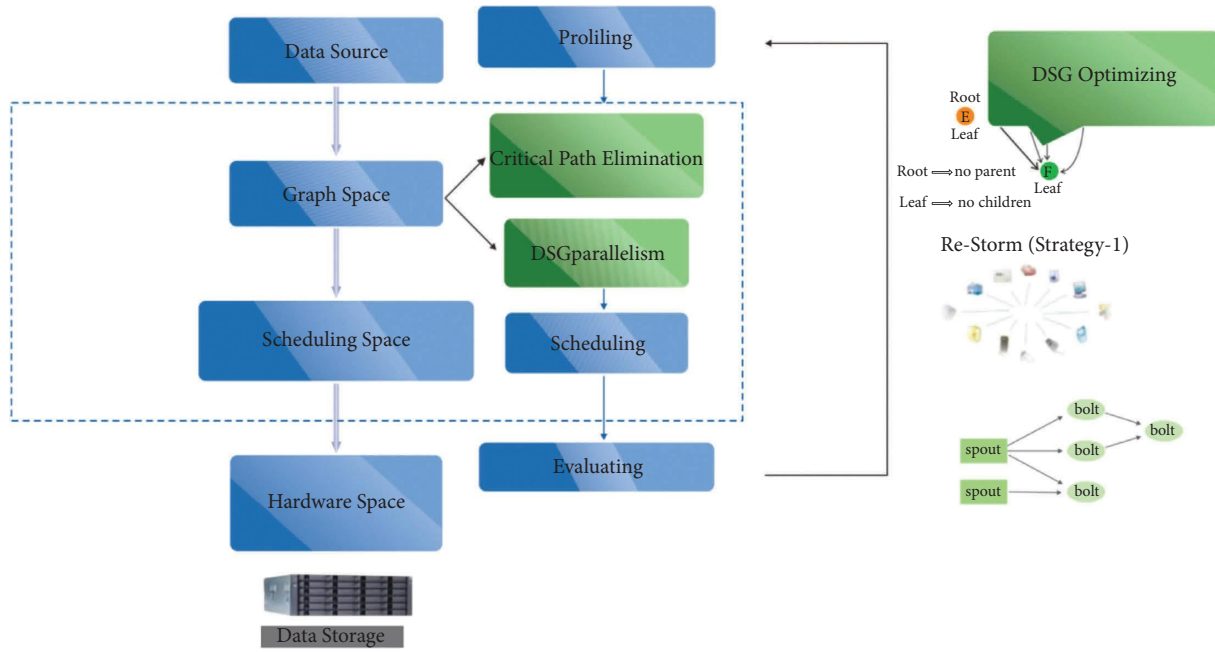 Data Source
Proliling
Critical Path Elimination
Graph Space
DSGparallelism
Scheduling Space
Scheduling
Evaluating
Hardware Space
Data Storage
DSG Optimizing
Root
E
Leaf
F
Root ⟹ no parent
Leaf
Leaf ⟹ no children
Re-Storm (Strategy-1)
bolt
bolt
spout
bolt
spout
bolt